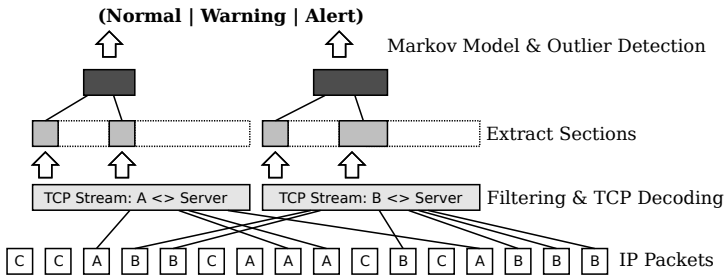 (Normal | Warning | Alert)
Markov Model & Outlier Detection
Extract Sections
TCP Stream: A <> Server TCP Stream: B <> Server Filtering & TCP Decoding
C C A B B C A A A C B C A B B B IP Packets